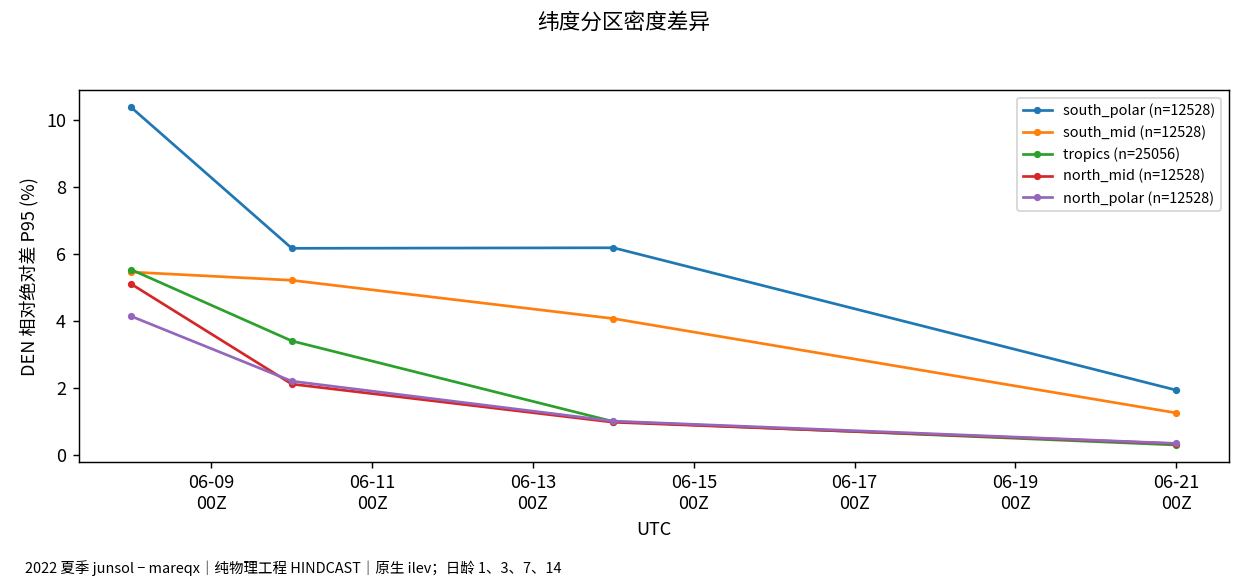 纬度分区密度差异
DEN 相对绝对差 P95 (%)
10
8
6
4
2
0
south_polar (n=12528)
south_mid (n=12528)
tropics (n=25056)
north_mid (n=12528)
north_polar (n=12528)
06-09 06-11 06-13 06-15 06-17 06-19 06-21
00Z 00Z 00Z 00Z 00Z 00Z 00Z
UTC
2022 夏季 junsol − mareqx｜纯物理工程 HINDCAST｜原生 ilev；日龄 1、3、7、14